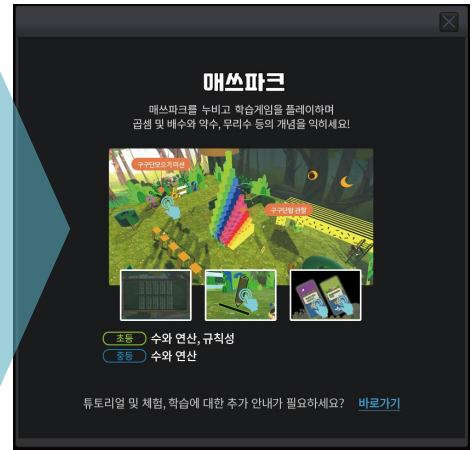 매쓰파크
매쓰파크를 누비고 학습게임을 플레이하며
곱셈 및 배수와 약수, 무리수 등의 개념을 익히세요!
구구단모으기 미션
구구단탑 관찰
초등 수와 연산, 규칙성
중등 수와 연산
튜토리얼 및 체험, 학습에 대한 추가 안내가 필요하세요? 바로가기